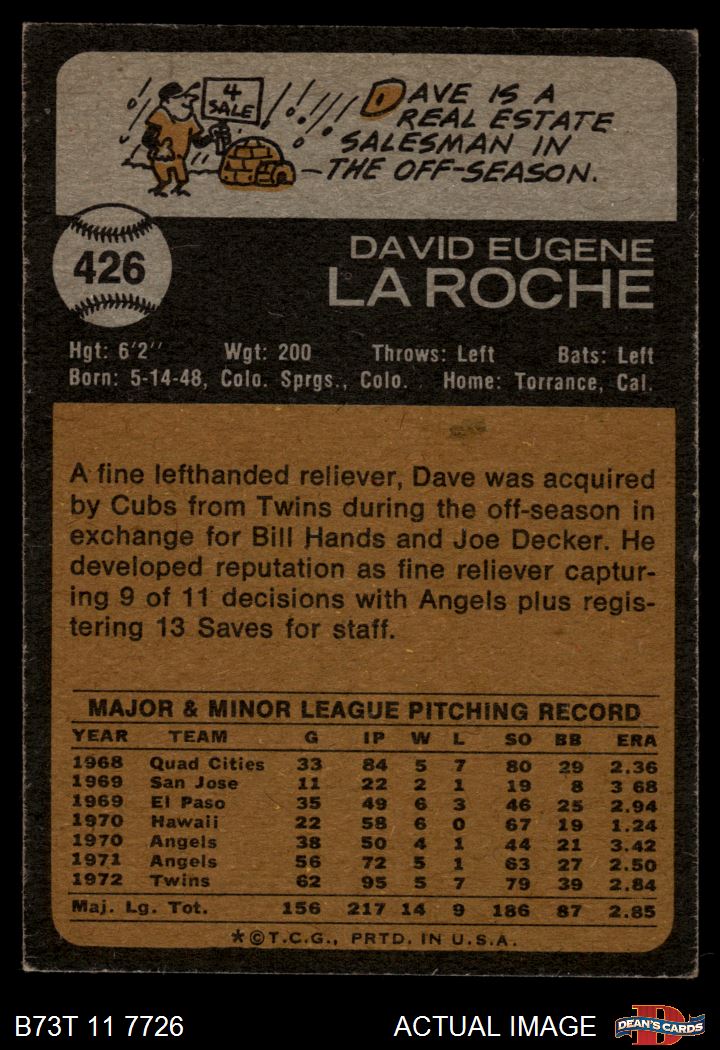 4
SALE
DAVE IS A
REAL ESTATE
SALESMAN IN
THE OFF-SEASON.
426
DAVID EUGENE
LA ROCHE
Hgt: 6'2" Wgt: 200 Throws: Left Bats: Left
Born: 5-14-48, Colo. Sprgs., Colo. Home: Torrance, Cal.
A fine lefthanded reliever, Dave was acquired
by Cubs from Twins during the off-season in
exchange for Bill Hands and Joe Decker. He
developed reputation as fine reliever captur-
ing 9 of 11 decisions with Angels plus regis-
tering 13 Saves for staff.
MAJOR & MINOR LEAGUE PITCHING RECORD
YEAR TEAM G IP W L SO BB ERA
1968 Quad Cities 33 84 5 7 80 29 2.36
1969 San Jose 11 22 2 1 19 8 3 68
1969 El Paso 35 49 6 3 46 25 2.94
1970 Hawaii 22 58 6 0 67 19 1.24
1970 Angels 38 50 4 1 44 21 3.42
1971 Angels 56 72 5 1 63 27 2.50
1972 Twins 62 95 5 7 79 39 2.84
Maj. Lg. Tot. 156 217 14 9 186 87 2.85
*©T.C.G., PRTD. IN U.S.A.
B73T 11 7726 ACTUAL IMAGE DEAN'S CARDS